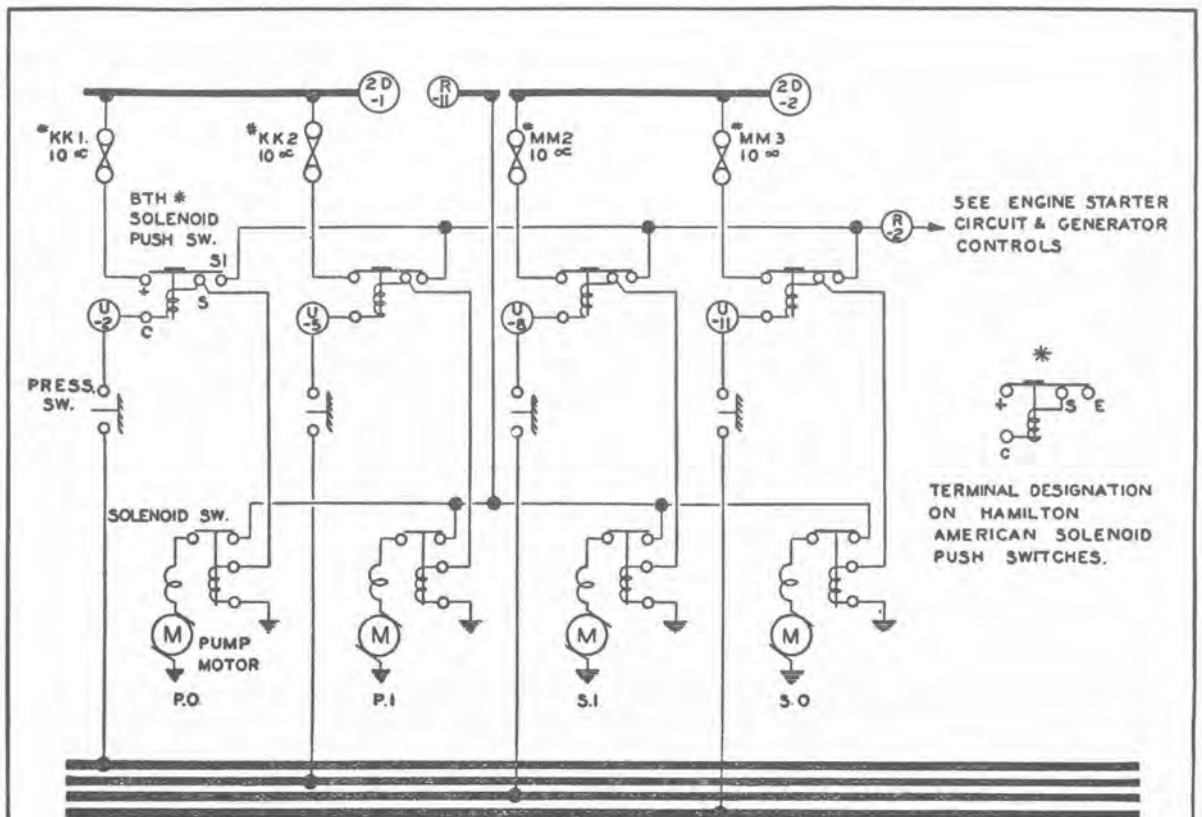 2D
-1
R
-11
2D
-2
*KK1.
10 ∝
*KK2
10 ∝
*MM2
10 ∝
*MM3
10 ∞
BTH *
SOLENOID
PUSH SW.
S1
+
S
C
SEE ENGINE STARTER
CIRCUIT & GENERATOR
CONTROLS
R
-2
U
-2
U
-5
U
-8
U
-11
PRESS.
SW.
*
+
S
E
C
TERMINAL DESIGNATION
ON HAMILTON
AMERICAN SOLENOID
PUSH SWITCHES.
SOLENOID SW.
M
PUMP
MOTOR
M
M
M
P.O.
P.1
S.1
S.O